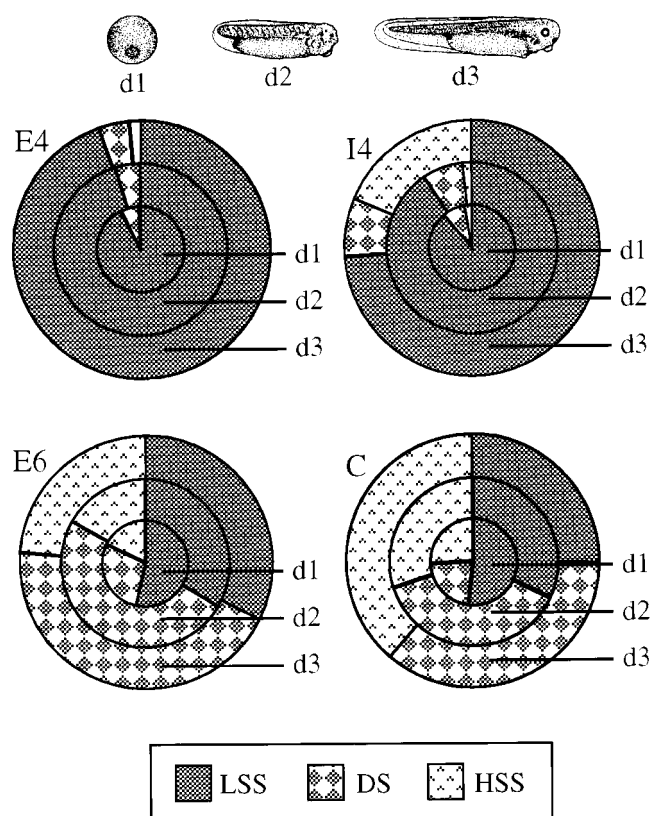 d1 d2 d3
E4 I4
d1 d1
d2 d2
d3 d3
E6 C
d1 d1
d2 d2
d3 d3
LSS DS HSS